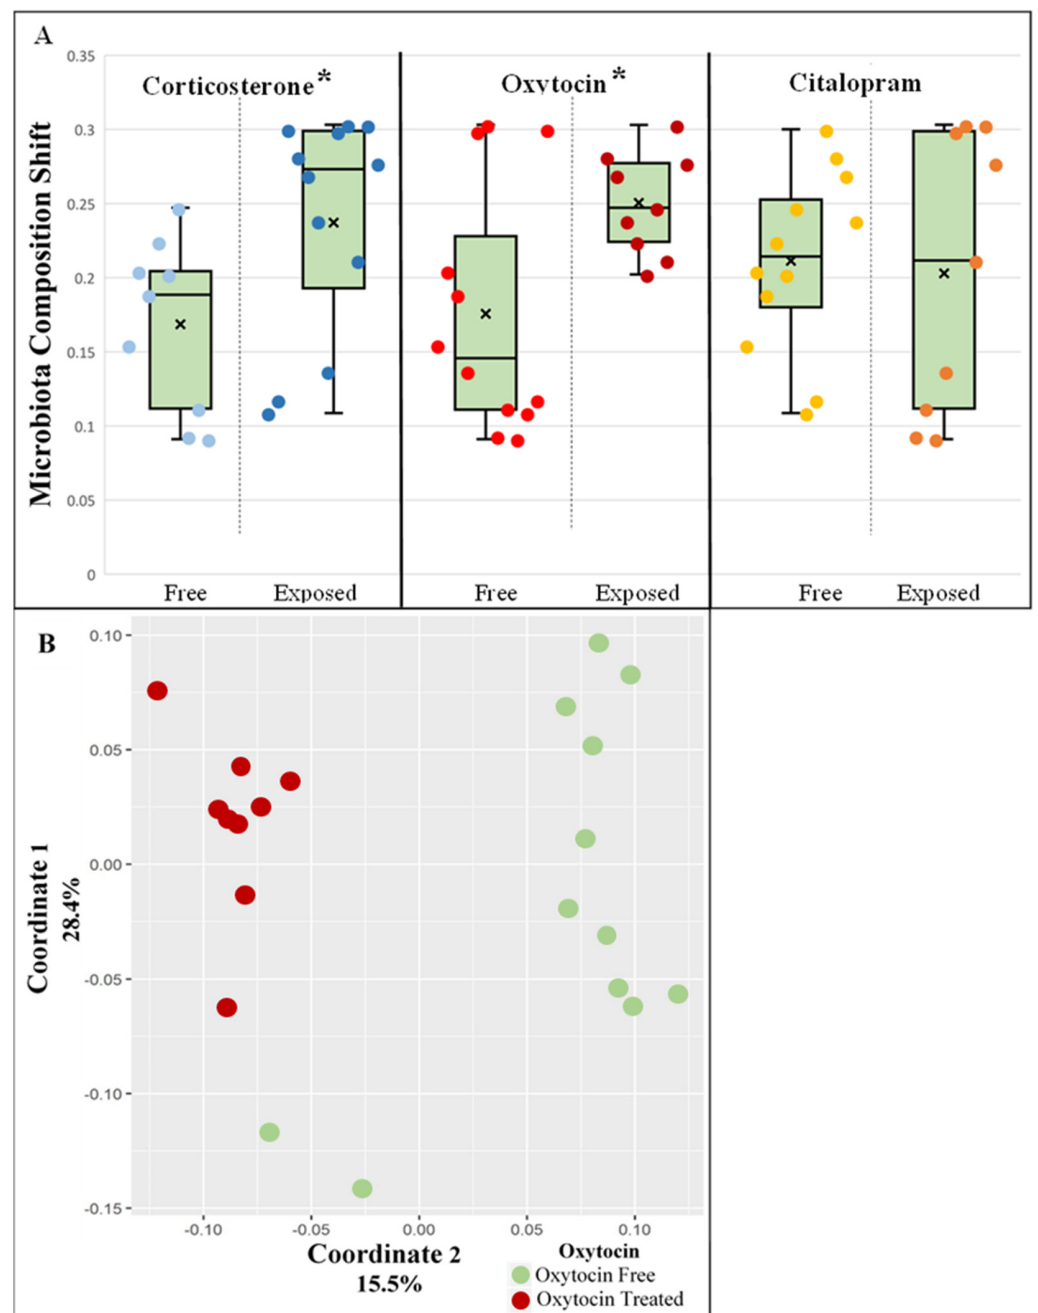 A
Microbiota Composition Shift
0.35
0.3
0.25
0.2
0.15
0.1
0.05
0
Corticosterone*
Oxytocin*
Citalopram
Free
Exposed
Free
Exposed
Free
Exposed
B
Coordinate 1
28.4%
0.10
0.05
0.00
-0.05
-0.10
-0.15
-0.10
-0.05
0.00
0.05
0.10
Coordinate 2
15.5%
Oxytocin
Oxytocin Free
Oxytocin Treated